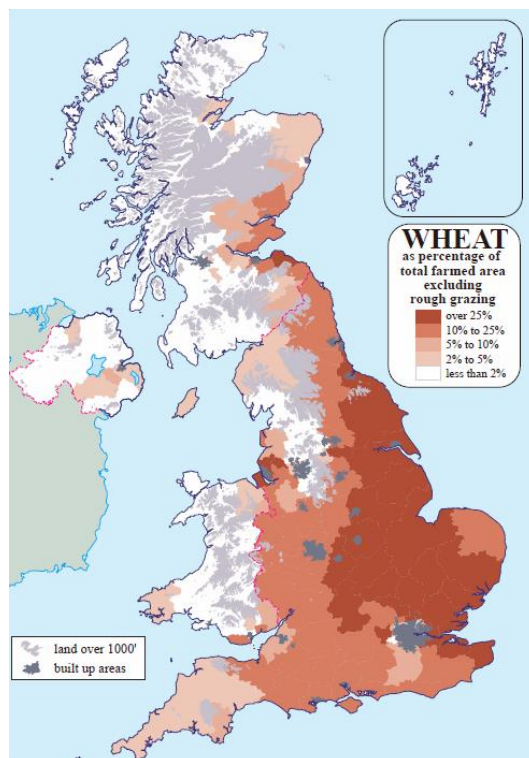 WHEAT
as percentage of
total farmed area
excluding
rough grazing
over 25%
10% to 25%
5% to 10%
2% to 5%
less than 2%
land over 1000'
built up areas